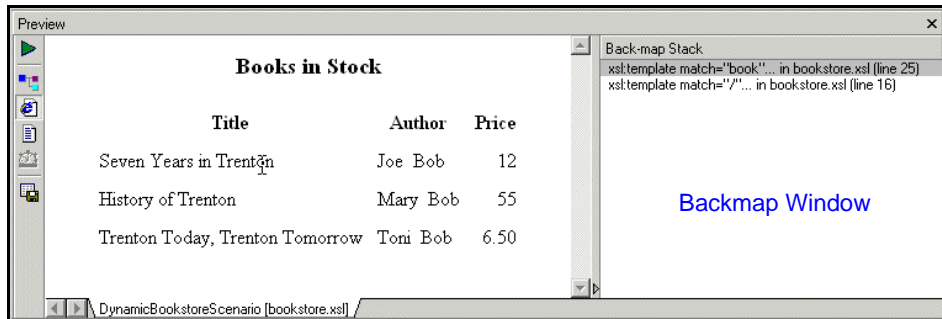 Preview
Books in Stock
Title Author Price
Seven Years in Trenton Joe Bob 12
History of Trenton Mary Bob 55
Trenton Today, Trenton Tomorrow Toni Bob 6.50
DynamicBookstoreScenario [bookstore.xsl]
Back-map Stack
xsl:template match="book"... in bookstore.xsl (line 25)
xsl:template match="/"... in bookstore.xsl (line 16)
Backmap Window